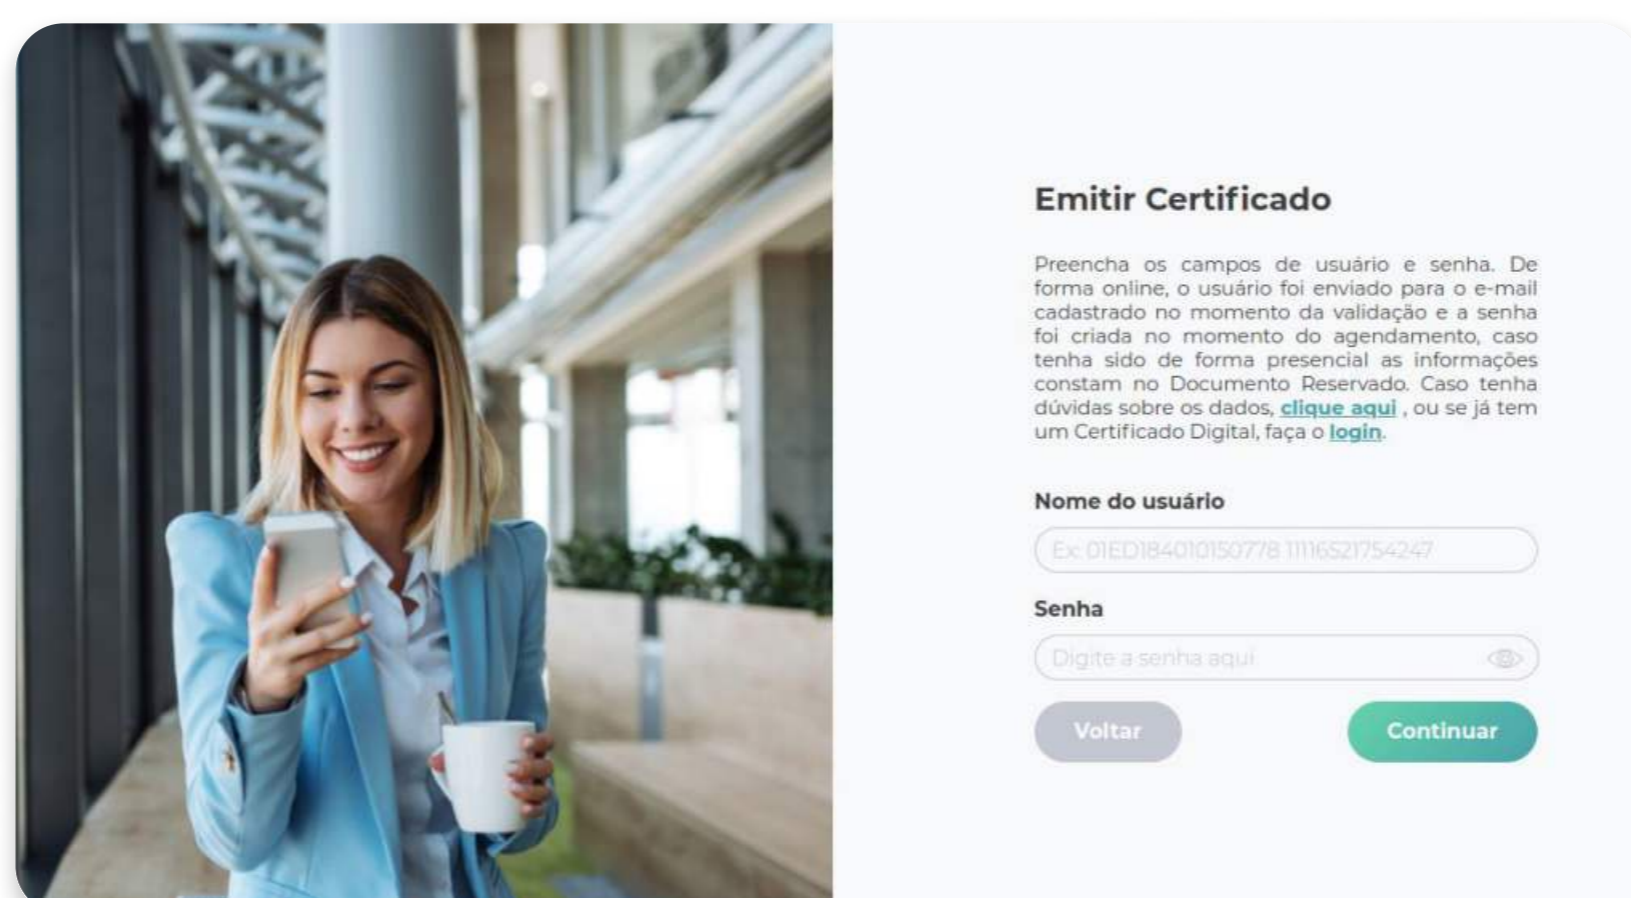 Emitir Certificado
Preencha os campos de usuário e senha. De
forma online, o usuário foi enviado para o e-mail
cadastrado no momento da validação e a senha
foi criada no momento do agendamento, caso
tenha sido de forma presencial as informações
constam no Documento Reservado. Caso tenha
dúvidas sobre os dados, clique aqui , ou se já tem
um Certificado Digital, faça o login.
Nome do usuário
Ex: 01ED184010150778 11116521754247
Senha
Digite a senha aqui
Voltar
Continuar